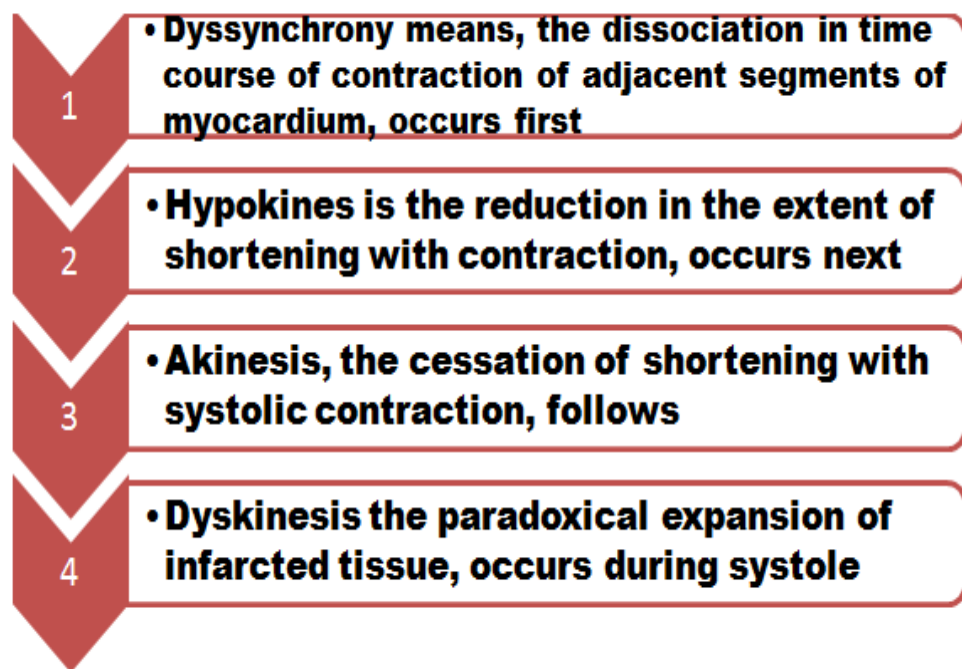 1
• Dyssynchrony means, the dissociation in time
course of contraction of adjacent segments of
myocardium, occurs first
2
• Hypokines is the reduction in the extent of
shortening with contraction, occurs next
3
• Akinesis, the cessation of shortening with
systolic contraction, follows
4
• Dyskinesis the paradoxical expansion of
infarcted tissue, occurs during systole